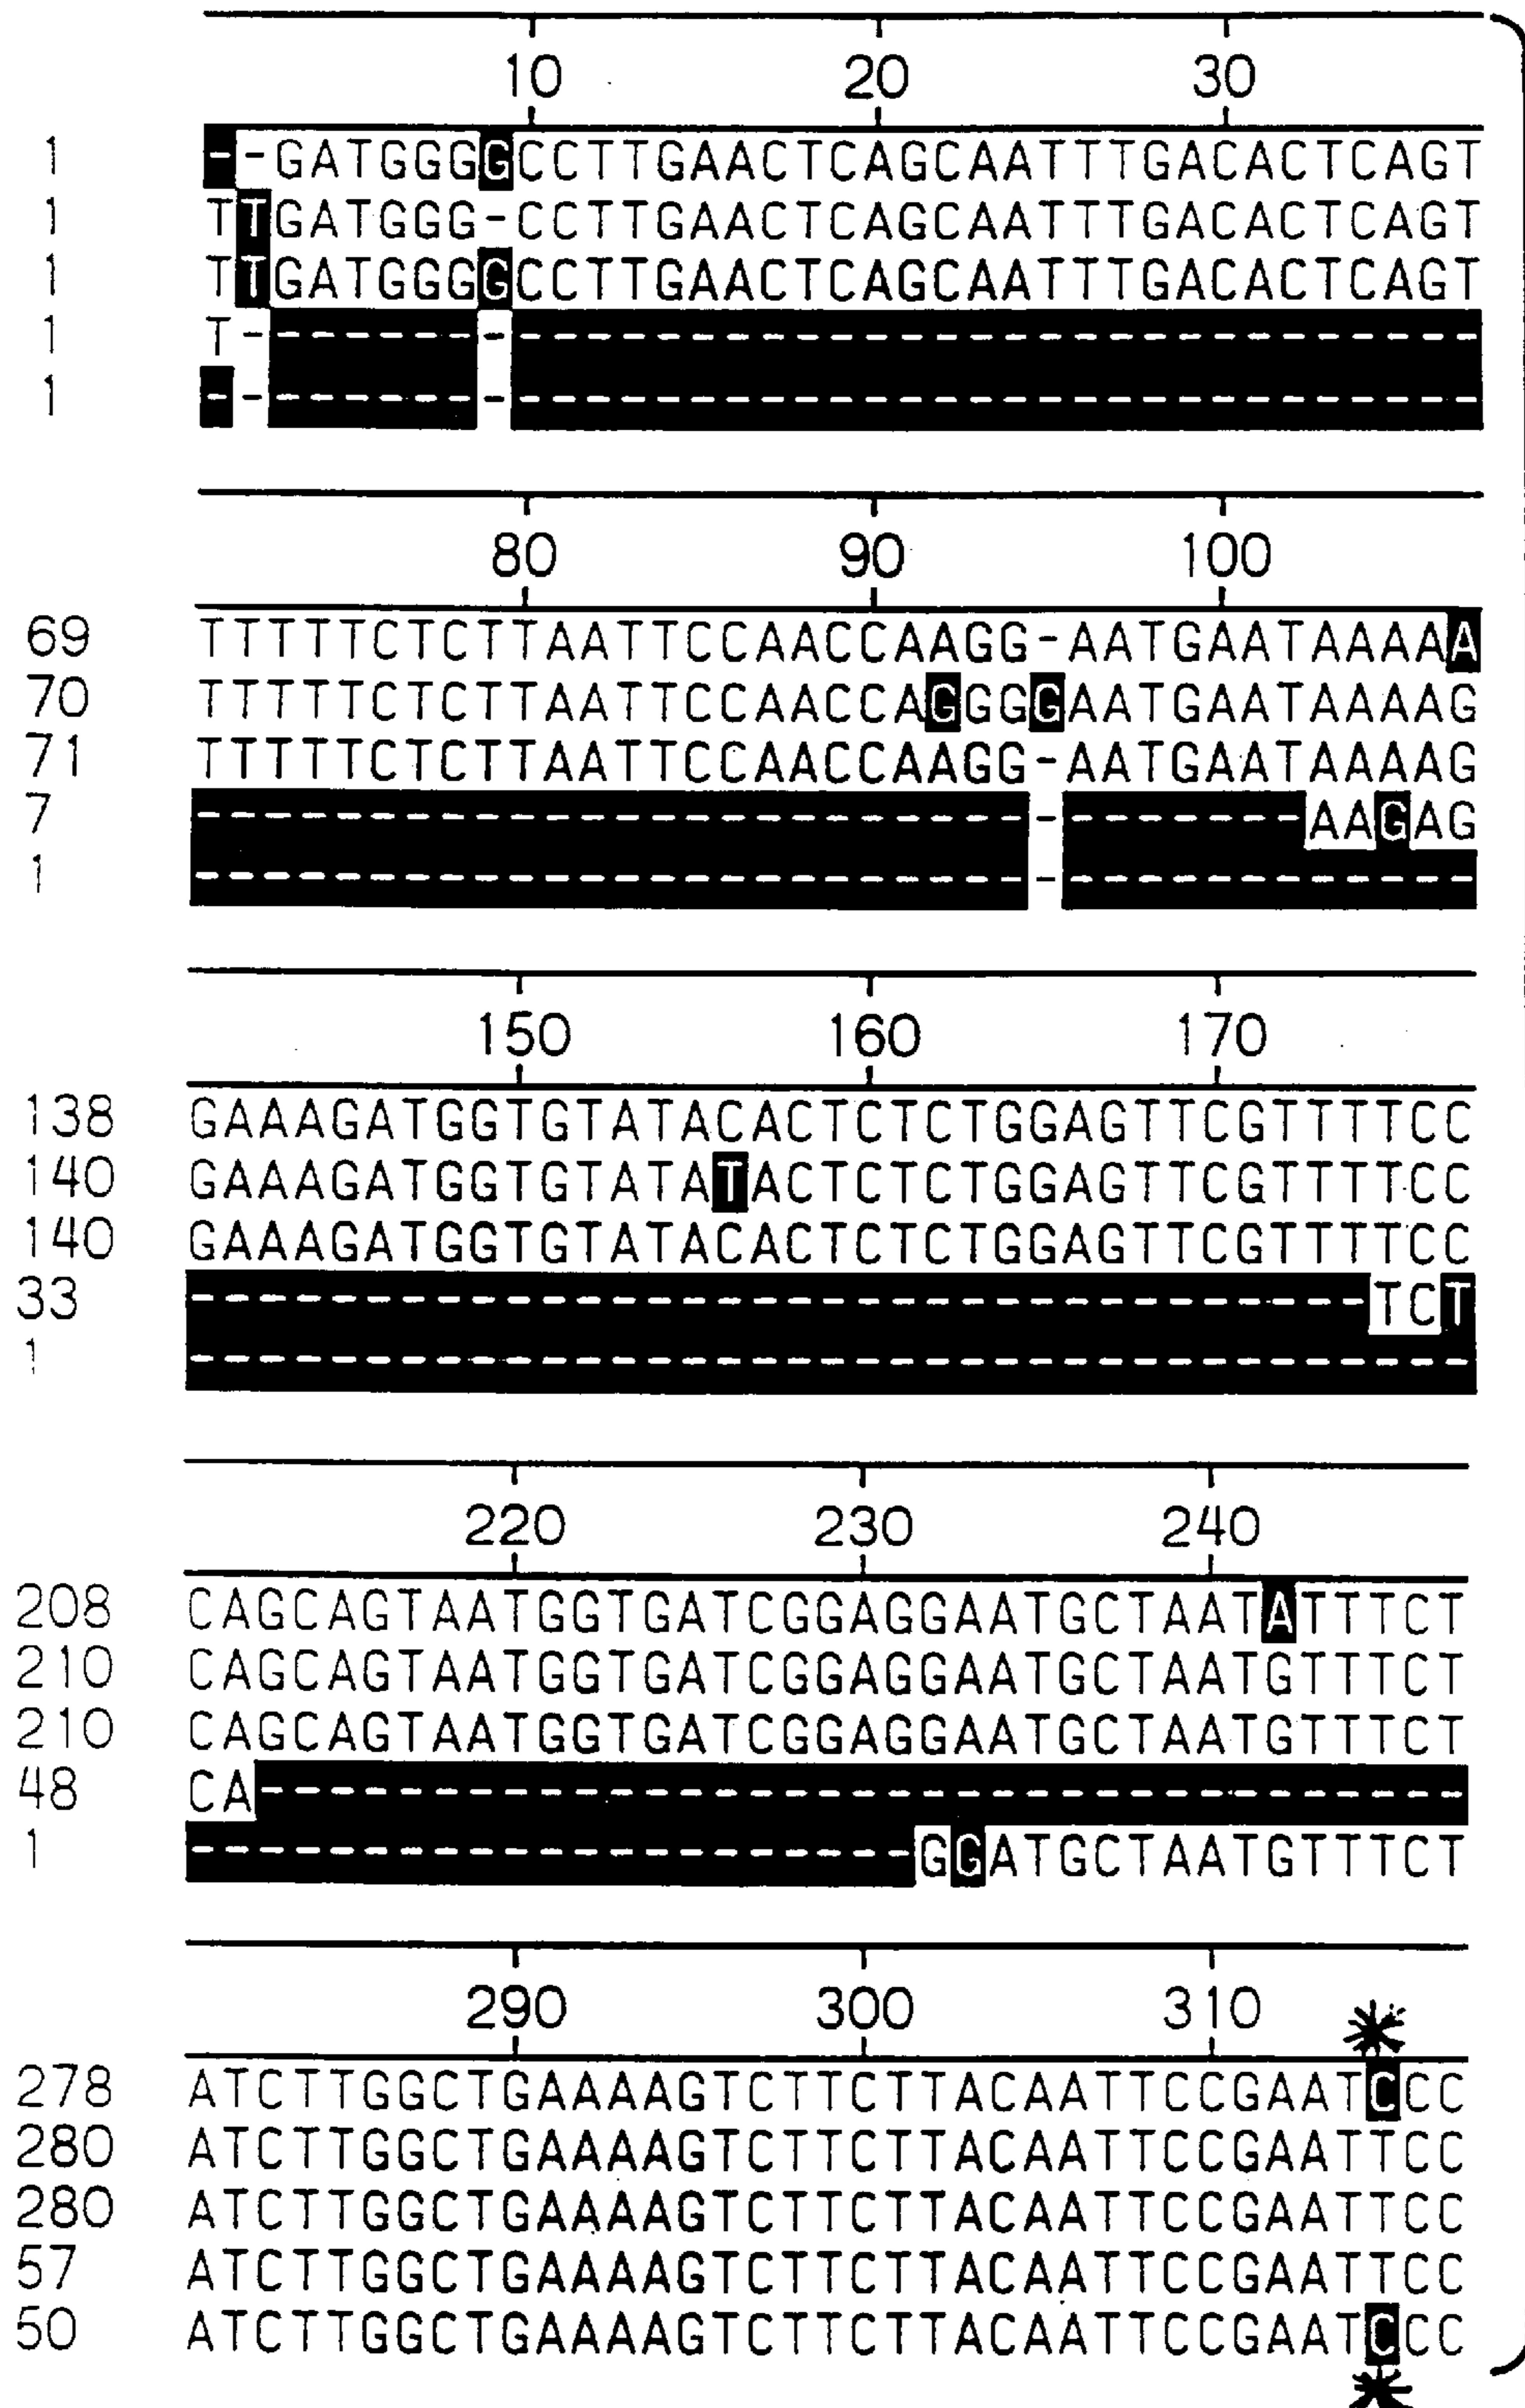 10 20 30
1 --GATGGGGCCTTGAACTCAGCAATTTGACACTCAGT
1 TTGATGGG-CCTTGAACTCAGCAATTTGACACTCAGT
1 TTGATGGGGCCTTGAACTCAGCAATTTGACACTCAGT
1 T------------------------------------
1 -------------------------------------
80 90 100
69 TTTTTCTCTTAATTCCAACCAAGG-AATGAATAAAAA
70 TTTTTCTCTTAATTCCAACCAGGGGAATGAATAAAAG
71 TTTTTCTCTTAATTCCAACCAAGG-AATGAATAAAAG
7 --------------------------------AAGAG
1 -------------------------------------
150 160 170
138 GAAAGATGGTGTATACACTCTCTGGAGTTCGTTTTCC
140 GAAAGATGGTGTATATACTCTCTGGAGTTCGTTTTCC
140 GAAAGATGGTGTATACACTCTCTGGAGTTCGTTTTCC
33 ----------------------------------TCT
1 -------------------------------------
220 230 240
208 CAGCAGTAATGGTGATCGGAGGAATGCTAATATTTCT
210 CAGCAGTAATGGTGATCGGAGGAATGCTAATGTTTCT
210 CAGCAGTAATGGTGATCGGAGGAATGCTAATGTTTCT
48 CA-----------------------------------
1 ---------------------GGATGCTAATGTTTCT
290 300 310 *
278 ATCTTGGCTGAAAAGTCTTCTTACAATTCCGAATCCC
280 ATCTTGGCTGAAAAGTCTTCTTACAATTCCGAATTCC
280 ATCTTGGCTGAAAAGTCTTCTTACAATTCCGAATTCC
57 ATCTTGGCTGAAAAGTCTTCTTACAATTCCGAATTCC
50 ATCTTGGCTGAAAAGTCTTCTTACAATTCCGAATCCC
*